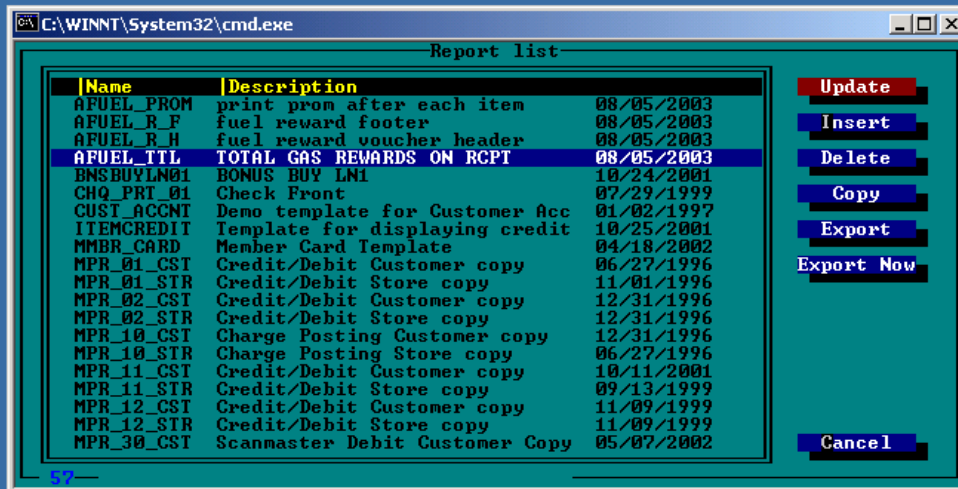 C:\WINNT\System32\cmd.exe
Report list
|Name |Description
AFUEL_PROM print prom after each item 08/05/2003
AFUEL_R_F fuel reward footer 08/05/2003
AFUEL_R_H fuel reward voucher header 08/05/2003
AFUEL_TTL TOTAL GAS REWARDS ON RCPT 08/05/2003
BNSBUYLN01 BONUS BUY LN1 10/24/2001
CHQ_PRT_01 Check Front 07/29/1999
CUST_ACCNT Demo template for Customer Acc 01/02/1997
ITEMCREDIT Template for displaying credit 10/25/2001
MMBR_CARD Member Card Template 04/18/2002
MPR_01_CST Credit/Debit Customer copy 06/27/1996
MPR_01_STR Credit/Debit Store copy 11/01/1996
MPR_02_CST Credit/Debit Customer copy 12/31/1996
MPR_02_STR Credit/Debit Store copy 12/31/1996
MPR_10_CST Charge Posting Customer copy 12/31/1996
MPR_10_STR Charge Posting Store copy 06/27/1996
MPR_11_CST Credit/Debit Customer copy 10/11/2001
MPR_11_STR Credit/Debit Store copy 09/13/1999
MPR_12_CST Credit/Debit Customer copy 11/09/1999
MPR_12_STR Credit/Debit Store copy 11/09/1999
MPR_30_CST Scanmaster Debit Customer Copy 05/07/2002
Update
Insert
Delete
Copy
Export
Export Now
Cancel
57